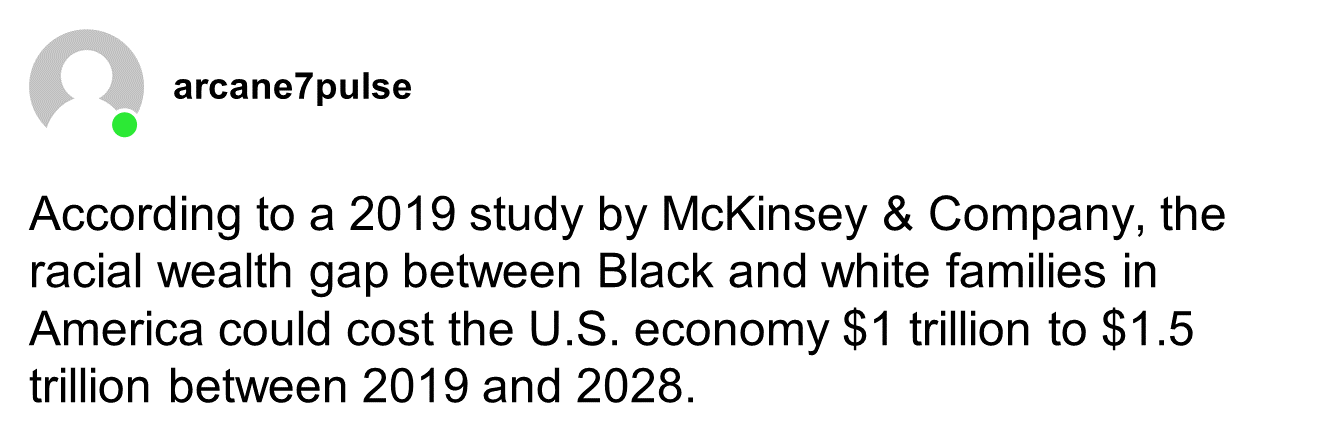 arcane7pulse
According to a 2019 study by McKinsey & Company, the
racial wealth gap between Black and white families in
America could cost the U.S. economy $1 trillion to $1.5
trillion between 2019 and 2028.